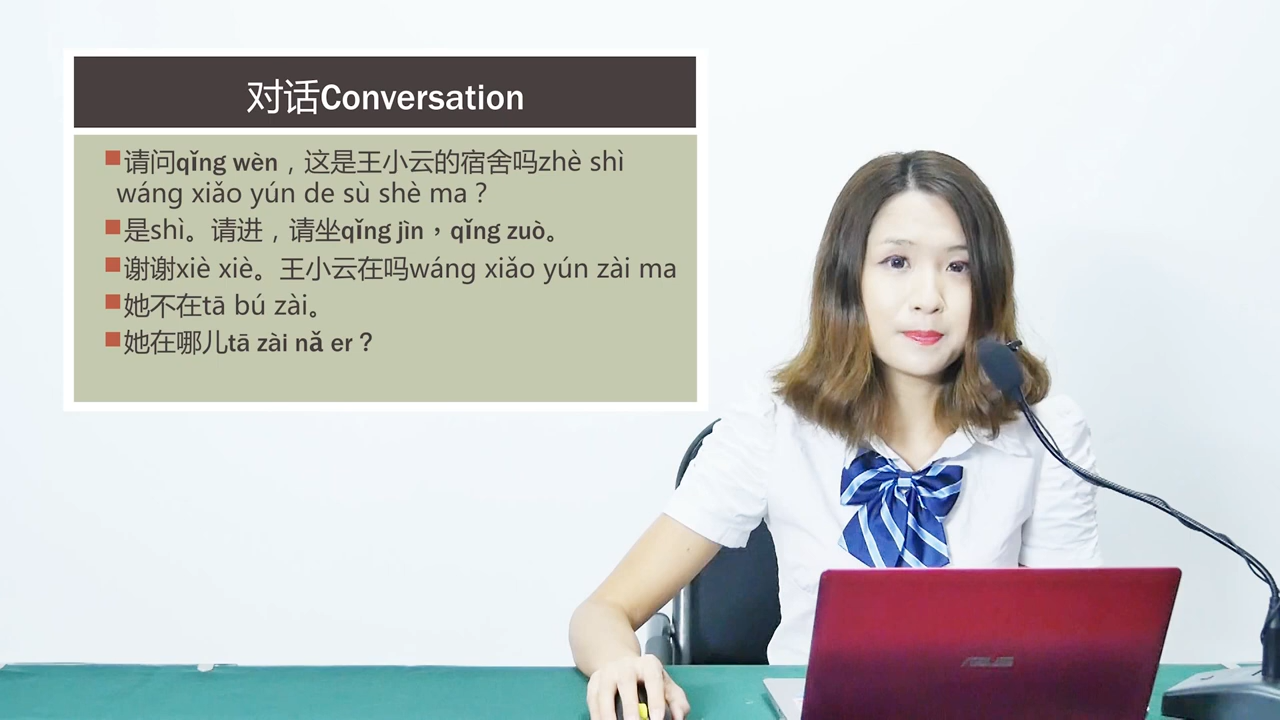 对话Conversation
请问qǐng wèn，这是王小云的宿舍吗zhè shì
wáng xiǎo yún de sù shè ma？
是shì。请进，请坐qǐng jìn，qǐng zuò。
谢谢xiè xiè。王小云在吗wáng xiǎo yún zài ma
她不在tā bú zài。
她在哪儿tā zài nǎ er？
ASUS